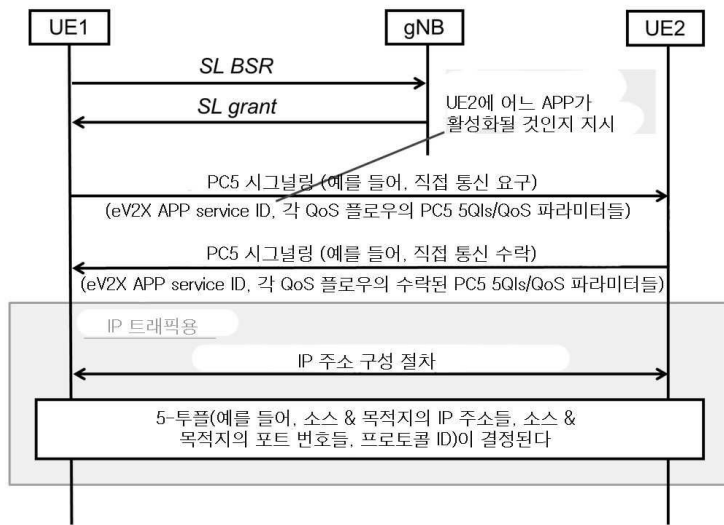 UE1
gNB
UE2
SL BSR
SL grant
UE2에 어느 APP가
활성화될 것인지 지시
PC5 시그널링 (예를 들어, 직접 통신 요구)
(eV2X APP service ID, 각 QoS 플로우의 PC5 5QIs/QoS 파라미터들)
PC5 시그널링 (예를 들어, 직접 통신 수락)
(eV2X APP service ID, 각 QoS 플로우의 수락된 PC5 5QIs/QoS 파라미터들)
IP 트래픽용
IP 주소 구성 절차
5-투플(예를 들어, 소스 & 목적지의 IP 주소들, 소스 &
목적지의 포트 번호들, 프로토콜 ID)이 결정된다